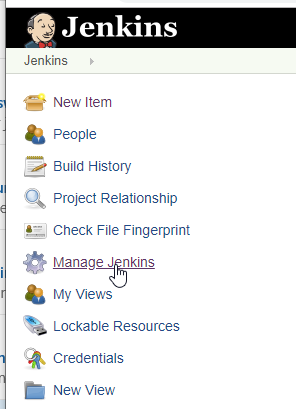 Jenkins
Jenkins
New Item
People
Build History
Project Relationship
Check File Fingerprint
Manage Jenkins
My Views
Lockable Resources
Credentials
New View